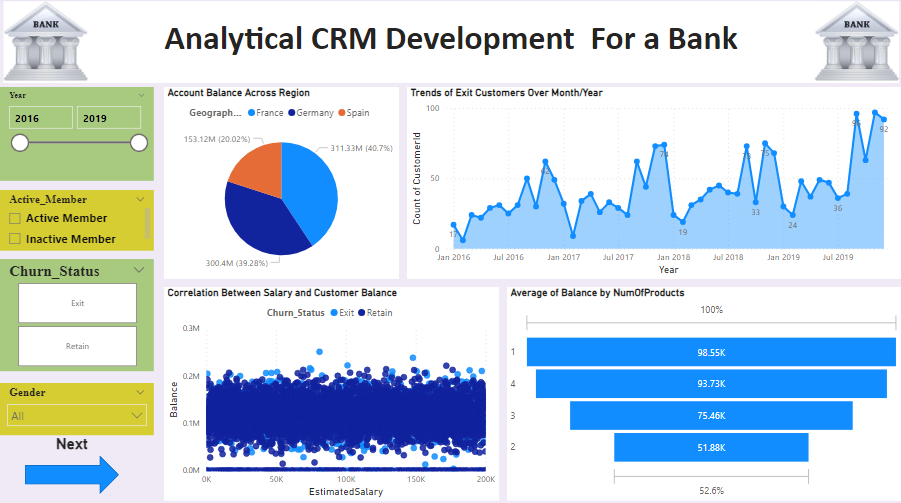 BANK
Analytical CRM Development For a Bank
BANK
Year
2016
2019
Active_Member
Active Member
Inactive Member
Churn_Status
Exit
Retain
Gender
All
Next
Account Balance Across Region
Geograph... France Germany Spain
153.12M (20.02%)
311.33M (40.7%)
300.4M (39.28%)
Trends of Exit Customers Over Month/Year
Count of CustomerId
100
50
0
62
74
73
33
75
19
24
36
92
Jan 2016 Jul 2016 Jan 2017 Jul 2017 Jan 2018 Jul 2018 Jan 2019 Jul 2019
Year
Correlation Between Salary and Customer Balance
Churn_Status Exit Retain
Balance
0.3M
0.2M
0.1M
0.0M
0K 50K 100K 150K 200K
EstimatedSalary
Average of Balance by NumOfProducts
100%
1 98.55K
4 93.73K
3 75.46K
2 51.88K
52.6%